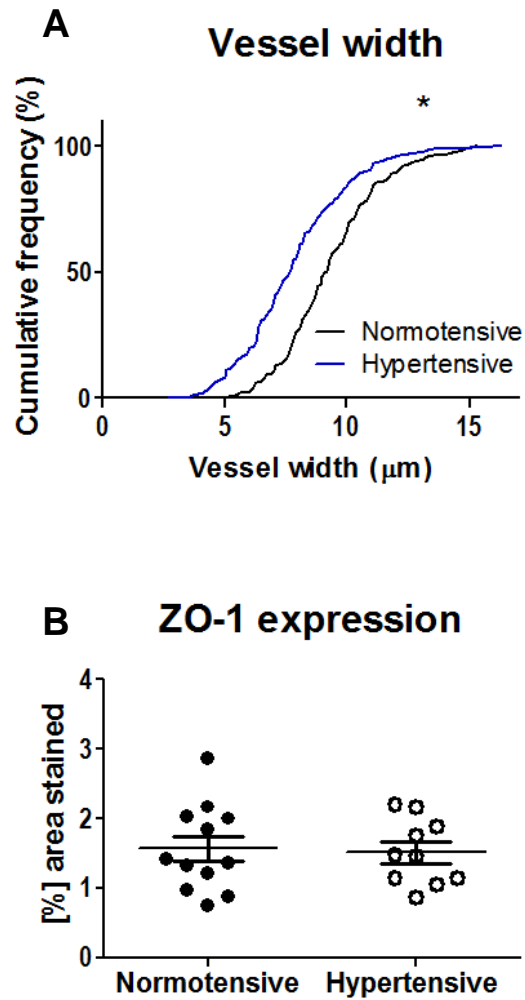 A
Vessel width
*
Cumulative frequency (%)
100
50
0
Normotensive
Hypertensive
0 5 10 15
Vessel width (μm)
B
ZO-1 expression
[%] area stained
4
3
2
1
0
Normotensive Hypertensive